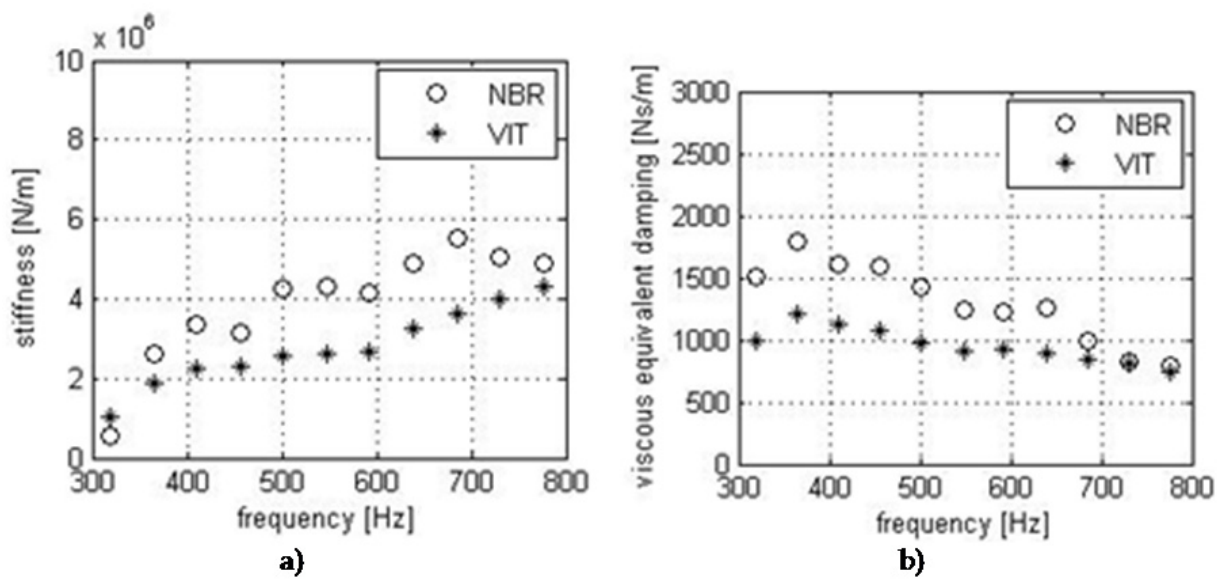 x 10⁶
10
8
6
4
2
0
300 400 500 600 700 800
stiffness [N/m]
frequency [Hz]
NBR
VIT
a)
3000
2500
2000
1500
1000
500
0
300 400 500 600 700 800
viscous equivalent damping [Ns/m]
frequency [Hz]
NBR
VIT
b)